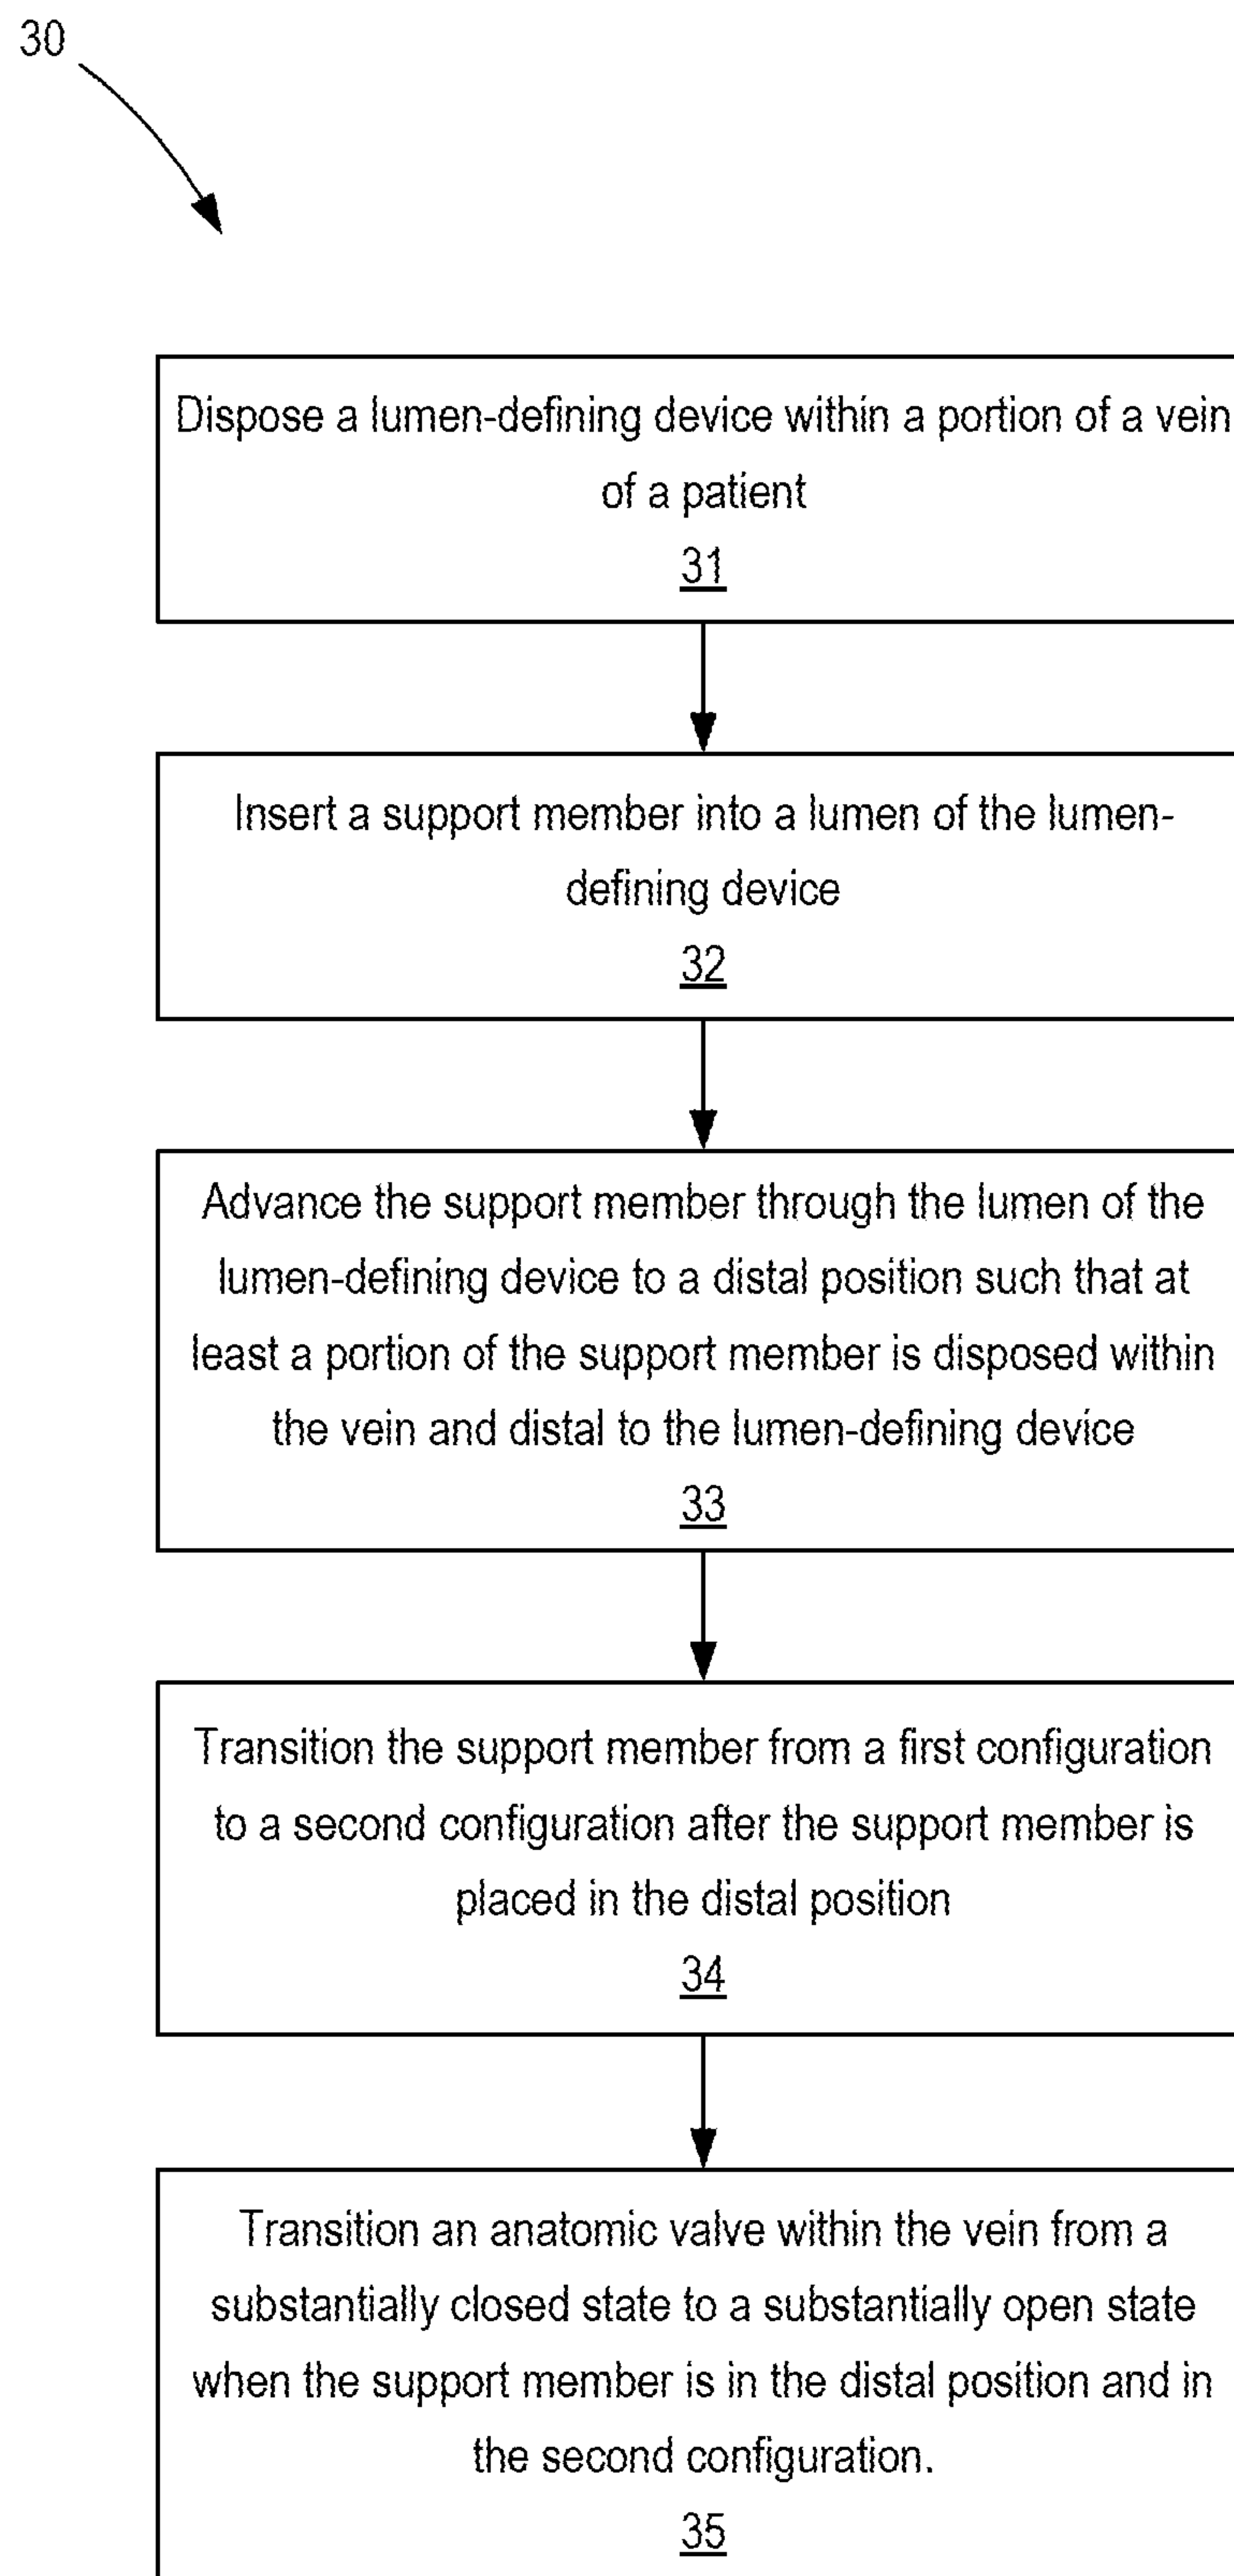 30
Dispose a lumen-defining device within a portion of a vein
of a patient
31
Insert a support member into a lumen of the lumen-
defining device
32
Advance the support member through the lumen of the
lumen-defining device to a distal position such that at
least a portion of the support member is disposed within
the vein and distal to the lumen-defining device
33
Transition the support member from a first configuration
to a second configuration after the support member is
placed in the distal position
34
Transition an anatomic valve within the vein from a
substantially closed state to a substantially open state
when the support member is in the distal position and in
the second configuration.
35